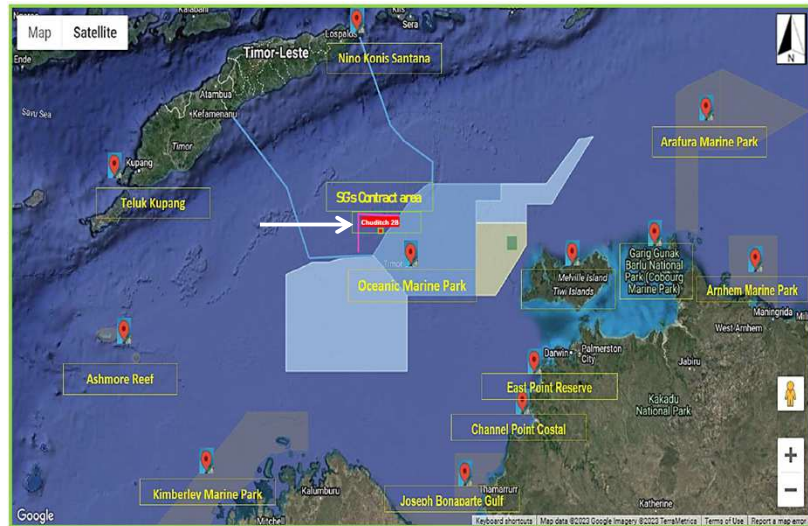 Map Satellite
Kalabahi
Lospalos
Sera
N
Ende
Timor-Leste
Nino Konis Santana
Atambua
Kefamenanu
Savu Sea
Arafura Marine Park
Kupang
Timor
Teluk Kupang
SGs Contract area
Chuditch 2B
Timor
Oceanic Marine Park
Melville Island
Tiwi Islands
Garig Gunak
Barlu National
Park (Cobourg
Marine Park)
Arnhem Marine Park
Maningrida
Mil
West Arnhem
Ashmore Reef
Darwin
Palmerston
City
Jabiru
East Point Reserve
Kakadu
National Park
Channel Point Costal
Kimberley Marine Park
Kalumburu
Joseph Bonaparte Gulf
Thamarrurr
Katherine
Mitchell
+
−
Google
Keyboard shortcuts Map data ©2023 Google Imagery ©2023 TerraMetrics Terms of Use Report a map error